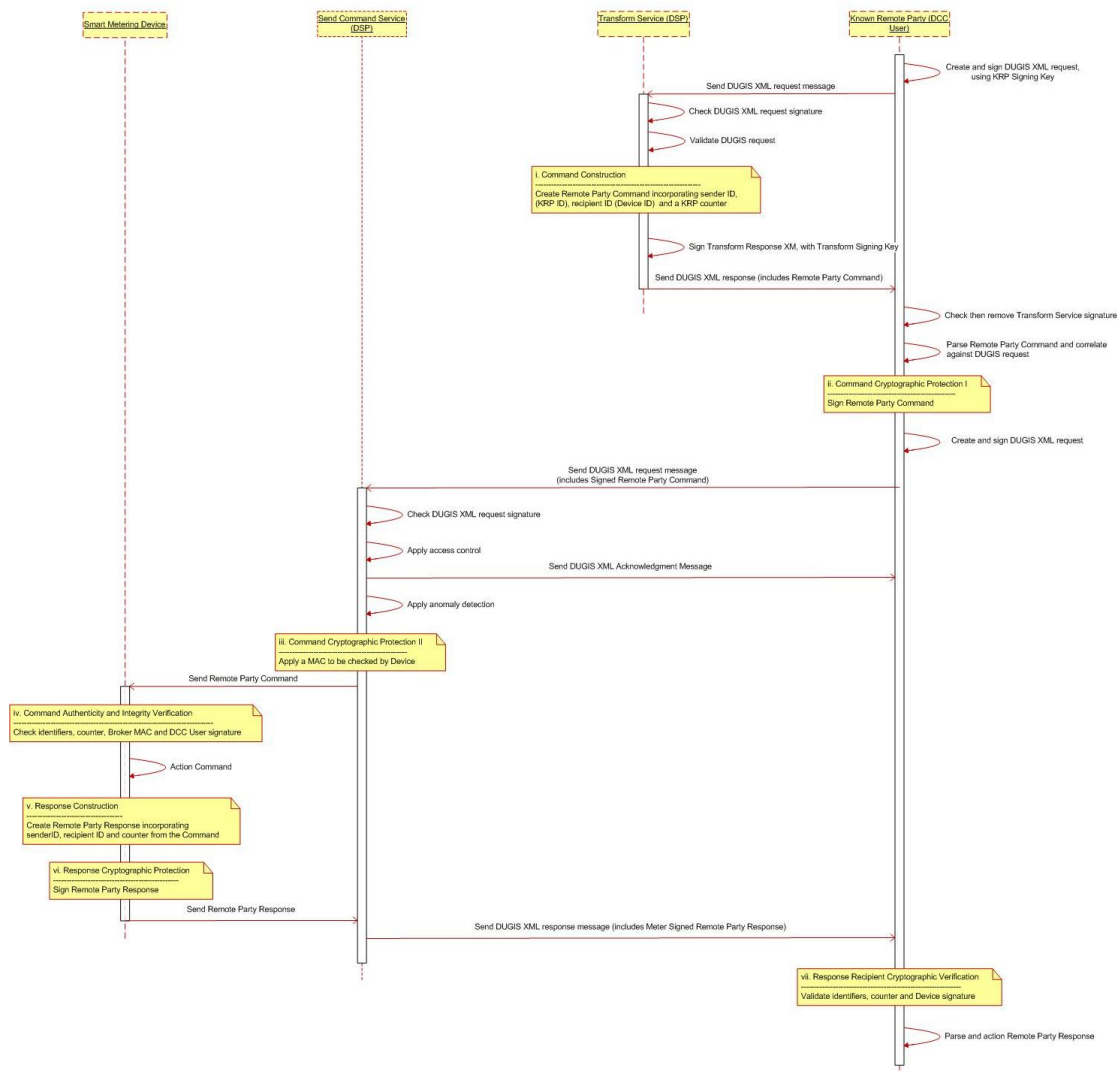 Smart Metering Device
Send Command Service
(DSP)
Transform Service (DSP)
Known Remote Party (DCC
User)
Create and sign DUGIS XML request,
using KRP Signing Key
Send DUGIS XML request message
Check DUGIS XML request signature
Validate DUGIS request
i. Command Construction
Create Remote Party Command incorporating sender ID,
(KRP ID), recipient ID (Device ID) and a KRP counter
Sign Transform Response XM, with Transform Signing Key
Send DUGIS XML response (includes Remote Party Command)
Check then remove Transform Service signature
Parse Remote Party Command and correlate
against DUGIS request
ii. Command Cryptographic Protection I
Sign Remote Party Command
Create and sign DUGIS XML request
Send DUGIS XML request message
(includes Signed Remote Party Command)
Check DUGIS XML request signature
Apply access control
Send DUGIS XML Acknowledgment Message
Apply anomaly detection
iii. Command Cryptographic Protection II
Apply a MAC to be checked by Device
Send Remote Party Command
iv. Command Authenticity and Integrity Verification
Check identifiers, counter, Broker MAC and DCC User signature
Action Command
v. Response Construction
Create Remote Party Response incorporating
senderID, recipient ID and counter from the Command
vi. Response Cryptographic Protection
Sign Remote Party Response
Send Remote Party Response
Send DUGIS XML response message (includes Meter Signed Remote Party Response)
vii. Response Recipient Cryptographic Verification
Validate identifiers, counter and Device signature
Parse and action Remote Party Response